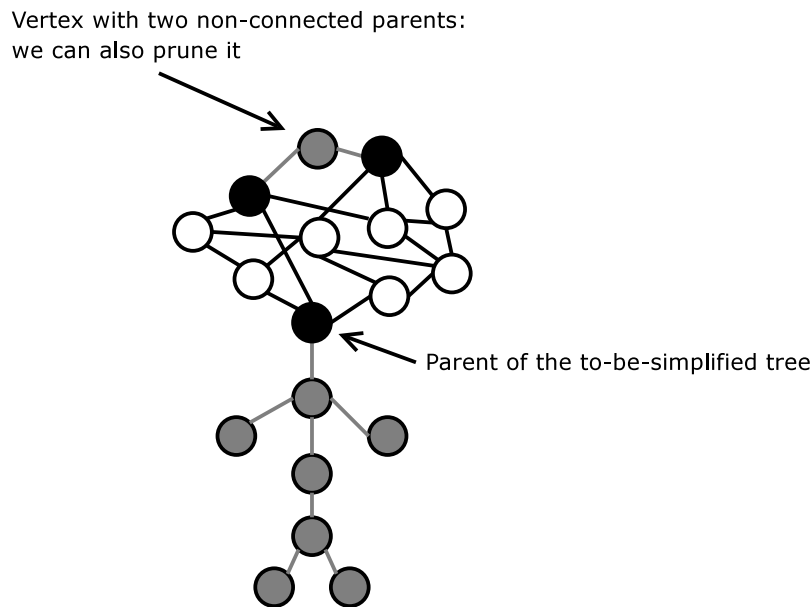 Vertex with two non-connected parents:
we can also prune it
Parent of the to-be-simplified tree